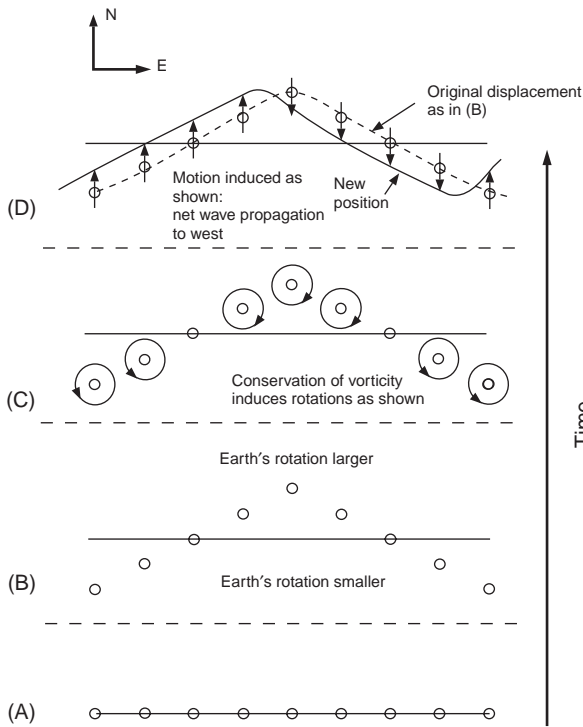 N
E
Original displacement
as in (B)
Motion induced as
shown:
net wave propagation
to west
New
position
(D)
Conservation of vorticity
induces rotations as shown
(C)
Earth's rotation larger
(B)
Earth's rotation smaller
(A)
Time